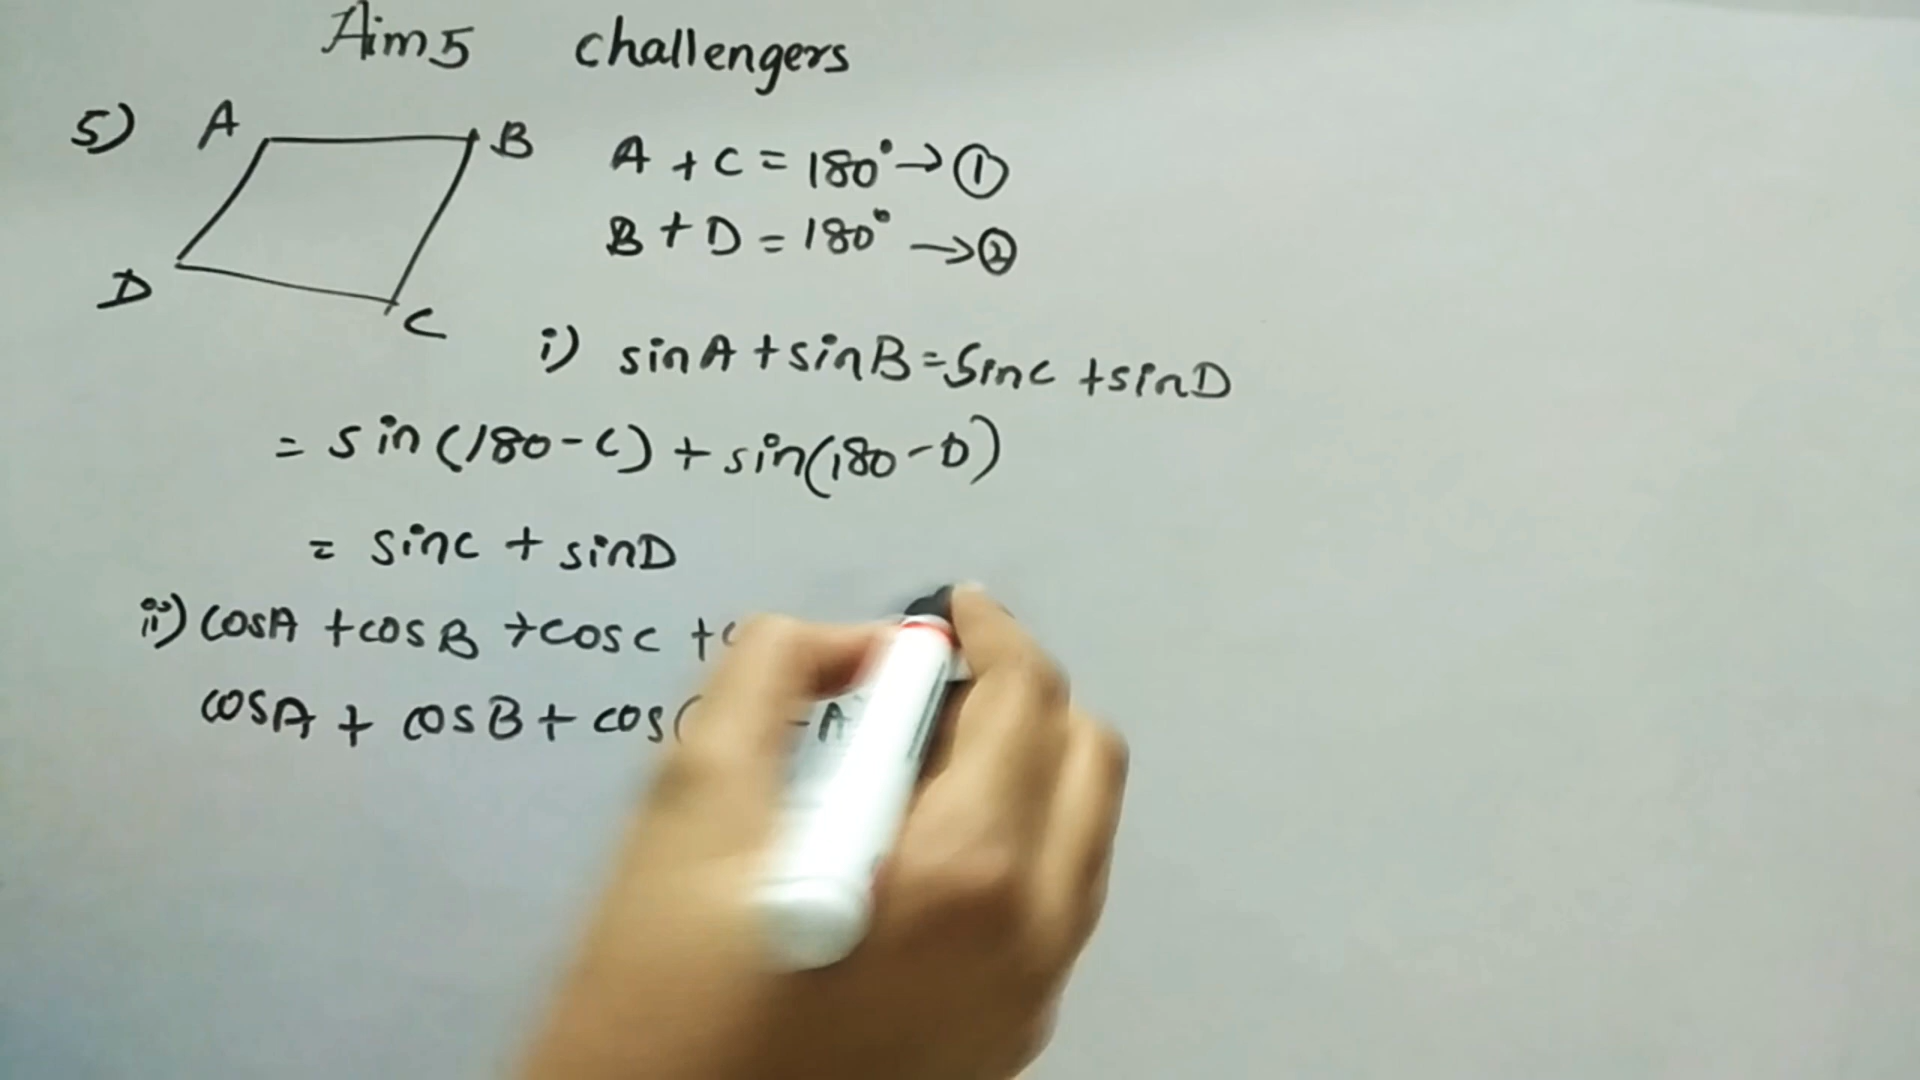 Aim5 challengers
5) A B
A + C = 180° → ①
B + D = 180° → ②
D C
i) sinA + sinB = Sinc + sinD
= sin(180-C) + sin(180-D)
= sinc + sinD
ii) cosA + cosB + cosc +
cosA + cosB + cos( -A